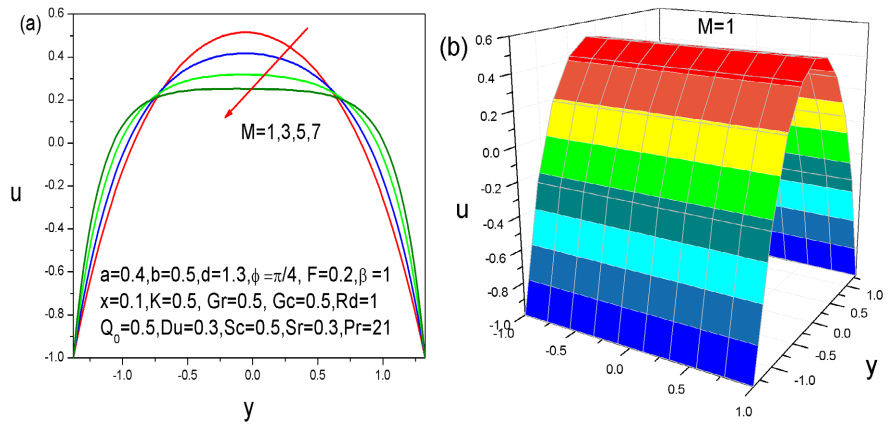 (a)
0.6
0.4
0.2
0.0
-0.2
-0.4
-0.6
-0.8
-1.0
u
M=1,3,5,7
a=0.4,b=0.5,d=1.3,ϕ=π/4, F=0.2,β=1
x=0.1,K=0.5, Gr=0.5, Gc=0.5,Rd=1
Q₀=0.5,Du=0.3,Sc=0.5,Sr=0.3,Pr=21
-1.0 -0.5 0.0 0.5 1.0
y
(b)
M=1
0.6
0.4
0.2
0.0
-0.2
-0.4
-0.6
-0.8
-1.0
u
-1.0
-0.5
0.0
0.5
1.0
1.0
0.5
0.0
-0.5
-1.0
y